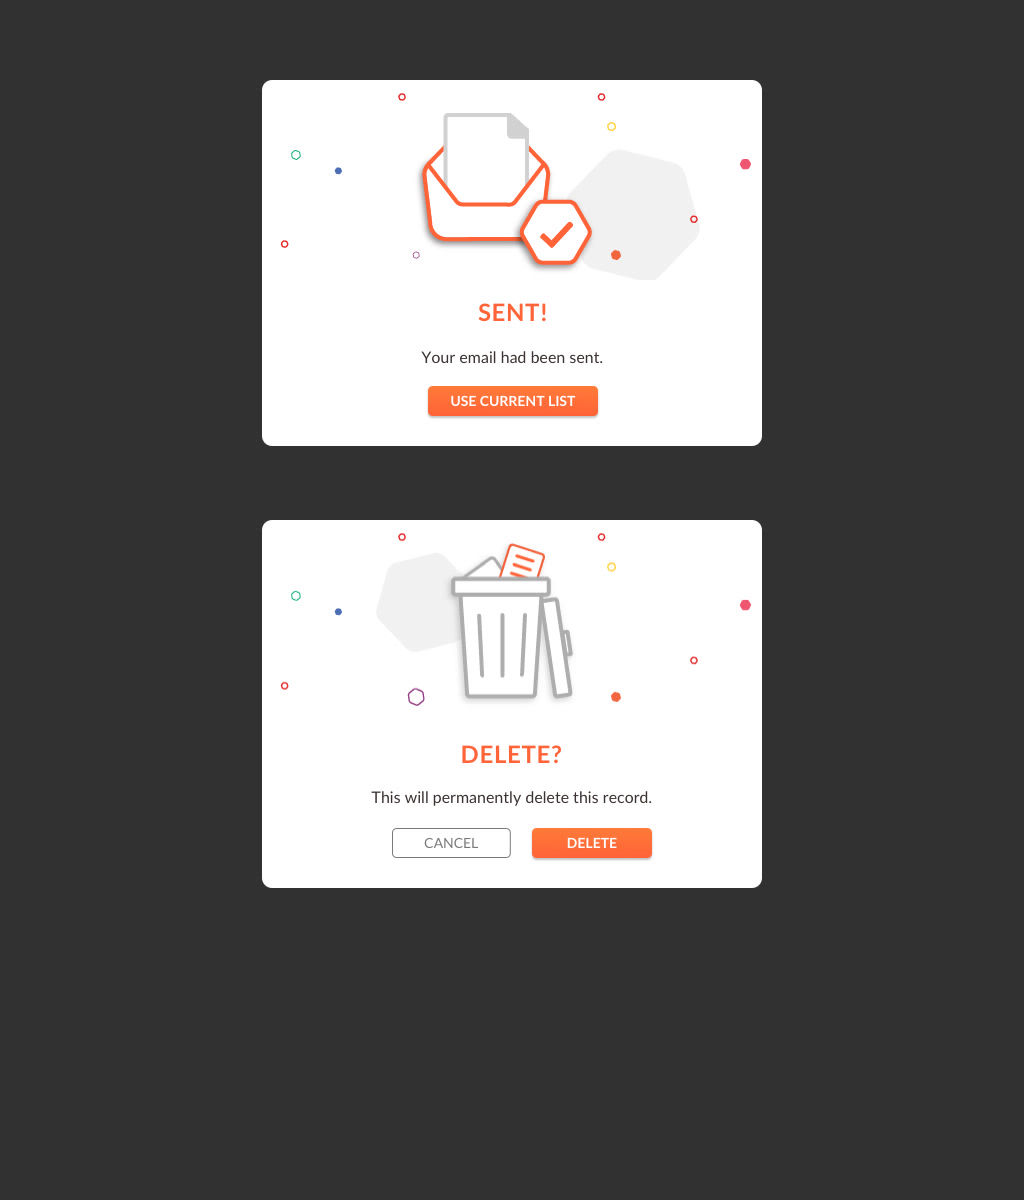 SENT!
Your email had been sent.
USE CURRENT LIST
DELETE?
This will permanently delete this record.
CANCEL DELETE